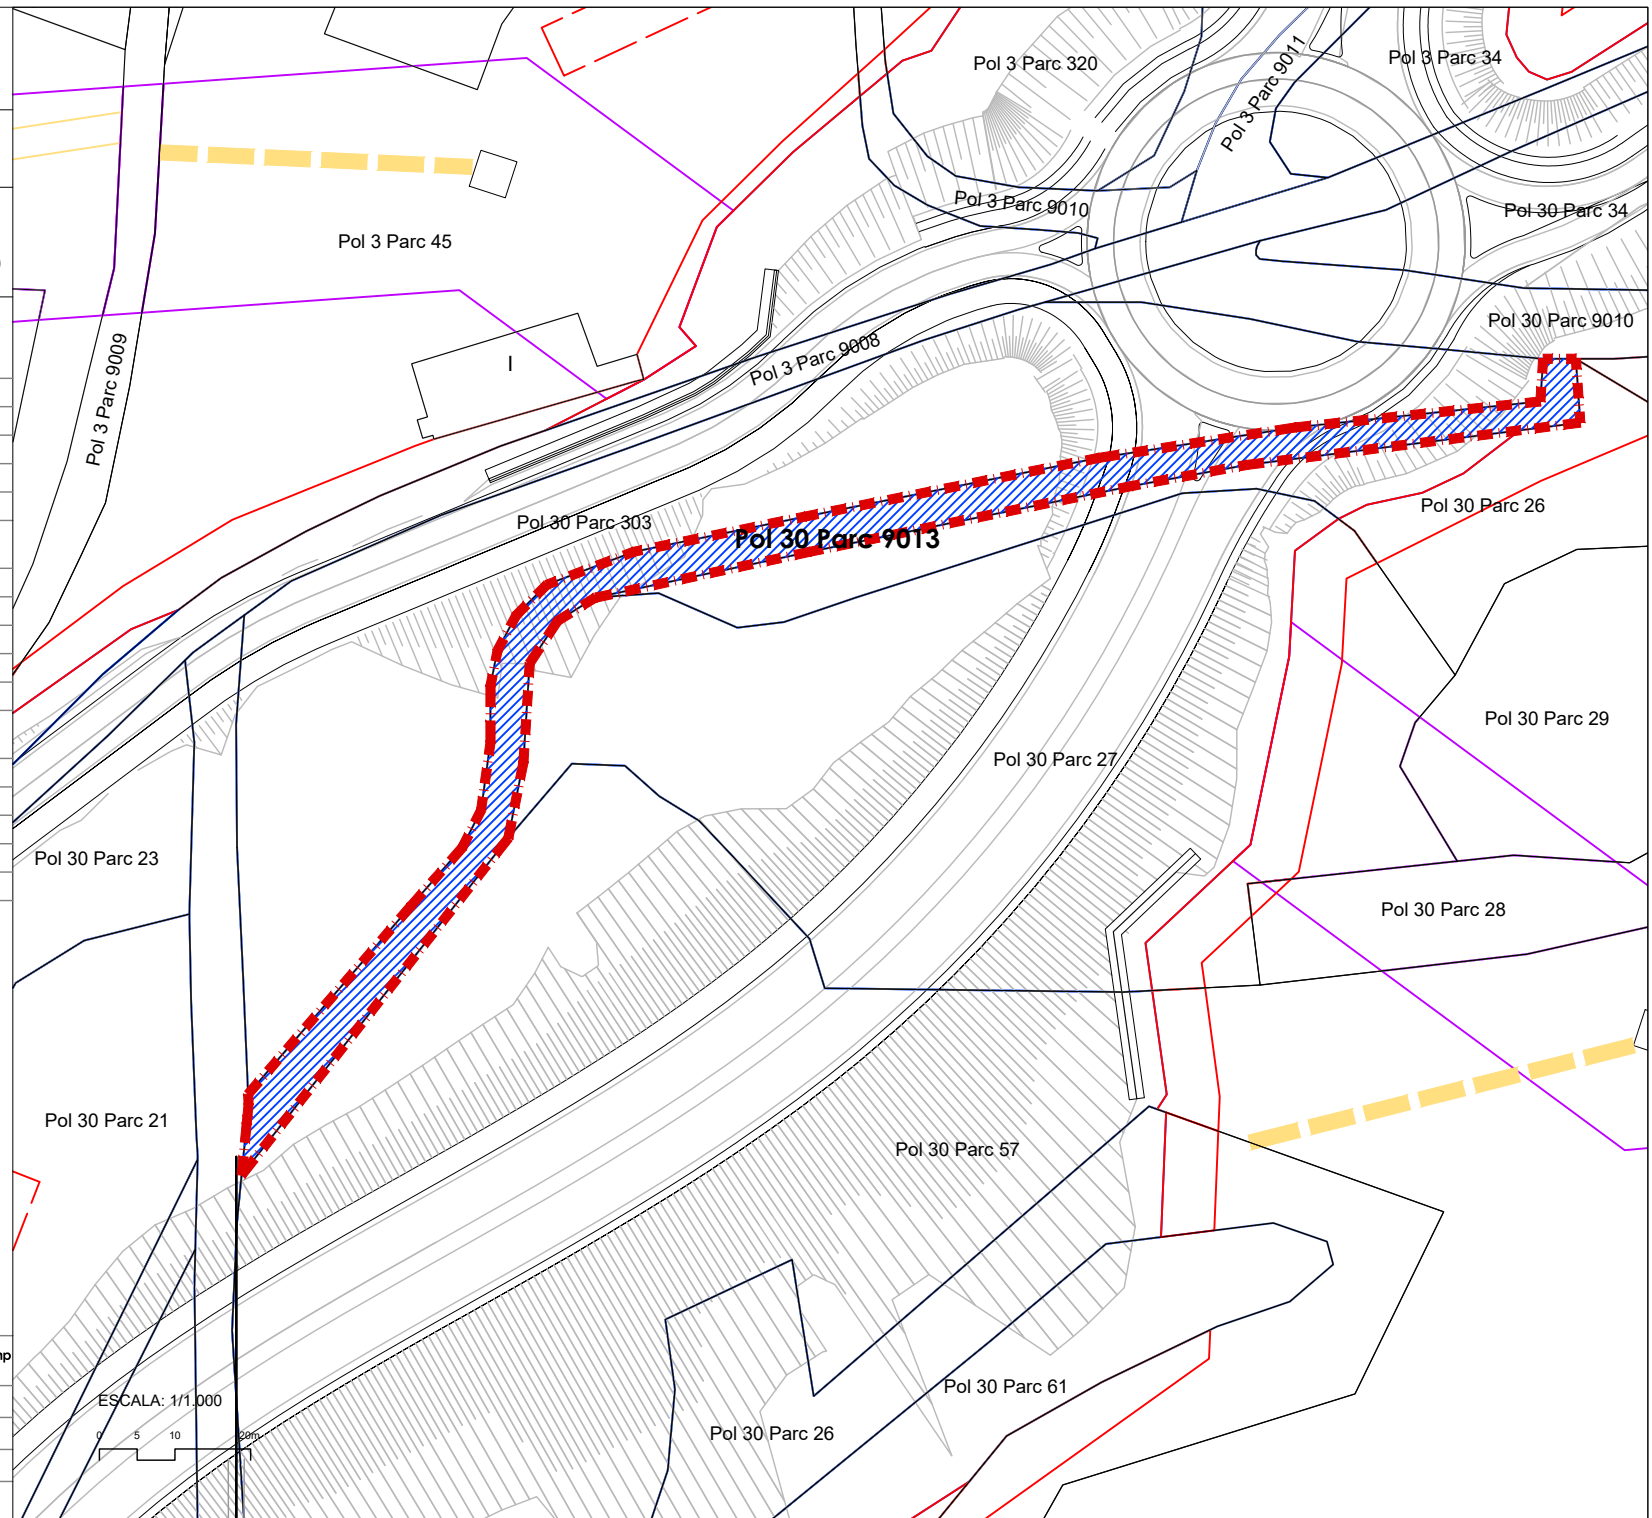 Pol 3 Parc 320
Pol 3 Parc 9011
Pol 3 Parc 34
Pol 3 Parc 9010
Pol 30 Parc 34
Pol 3 Parc 45
Pol 30 Parc 9010
Pol 3 Parc 9009
I
Pol 3 Parc 9008
Pol 30 Parc 26
Pol 30 Parc 303
Pol 30 Parc 9013
Pol 30 Parc 29
Pol 30 Parc 27
Pol 30 Parc 23
Pol 30 Parc 28
Pol 30 Parc 21
Pol 30 Parc 57
Pol 30 Parc 61
ESCALA: 1/1.000
Pol 30 Parc 26
0 5 10 20m